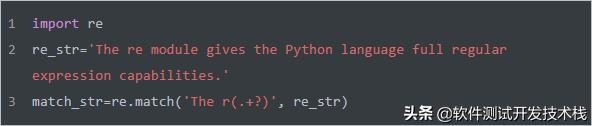 1 import re
2 re_str='The re module gives the Python language full regular
expression capabilities.'
3 match_str=re.match('The r(.+?)', re_str)
头条 @软件测试开发技术栈